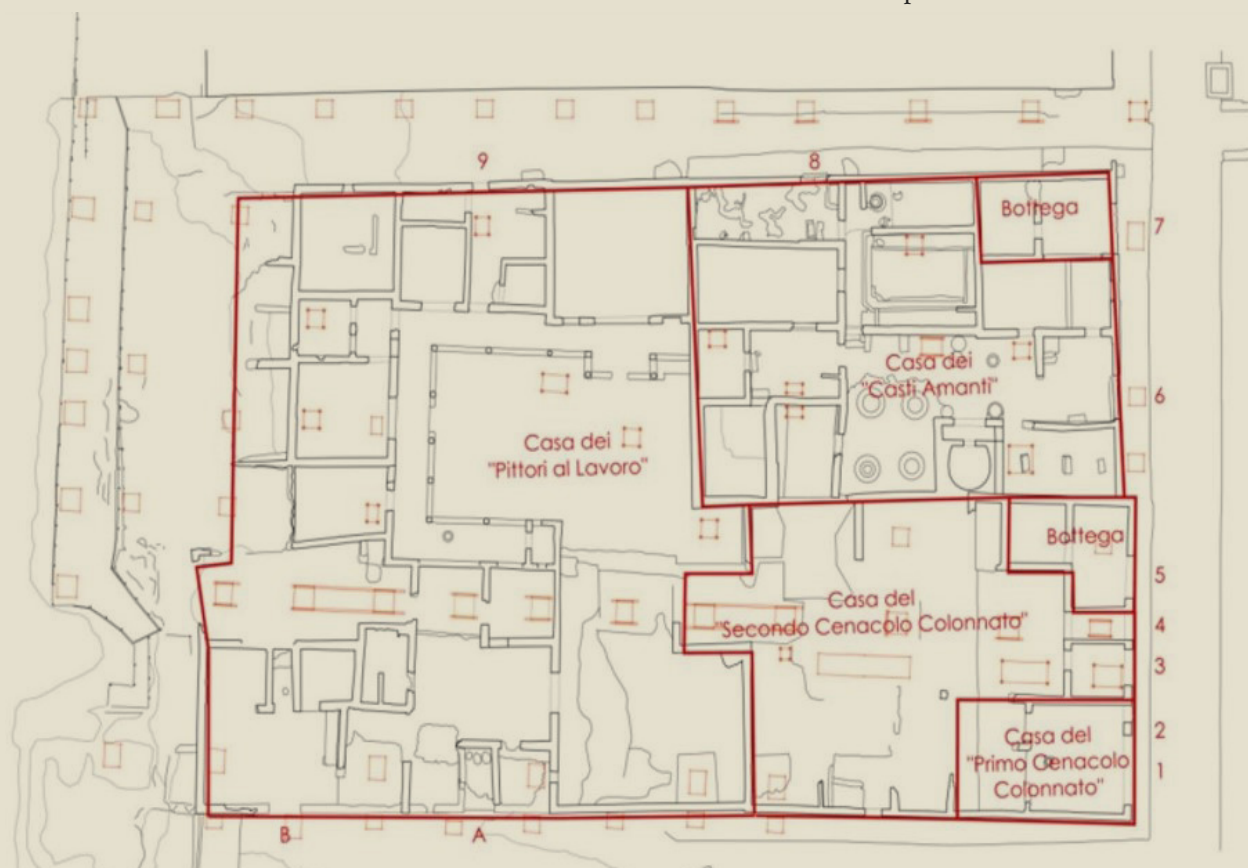 9
8
Bottega
7
Casa dei
"Casti Amanti"
6
Casa dei
"Pittori al Lavoro"
Bottega
5
Casa del
"Secondo Cenacolo Colonnato"
4
3
Casa del
"Primo Cenacolo
Colonnato"
2
1
B
A